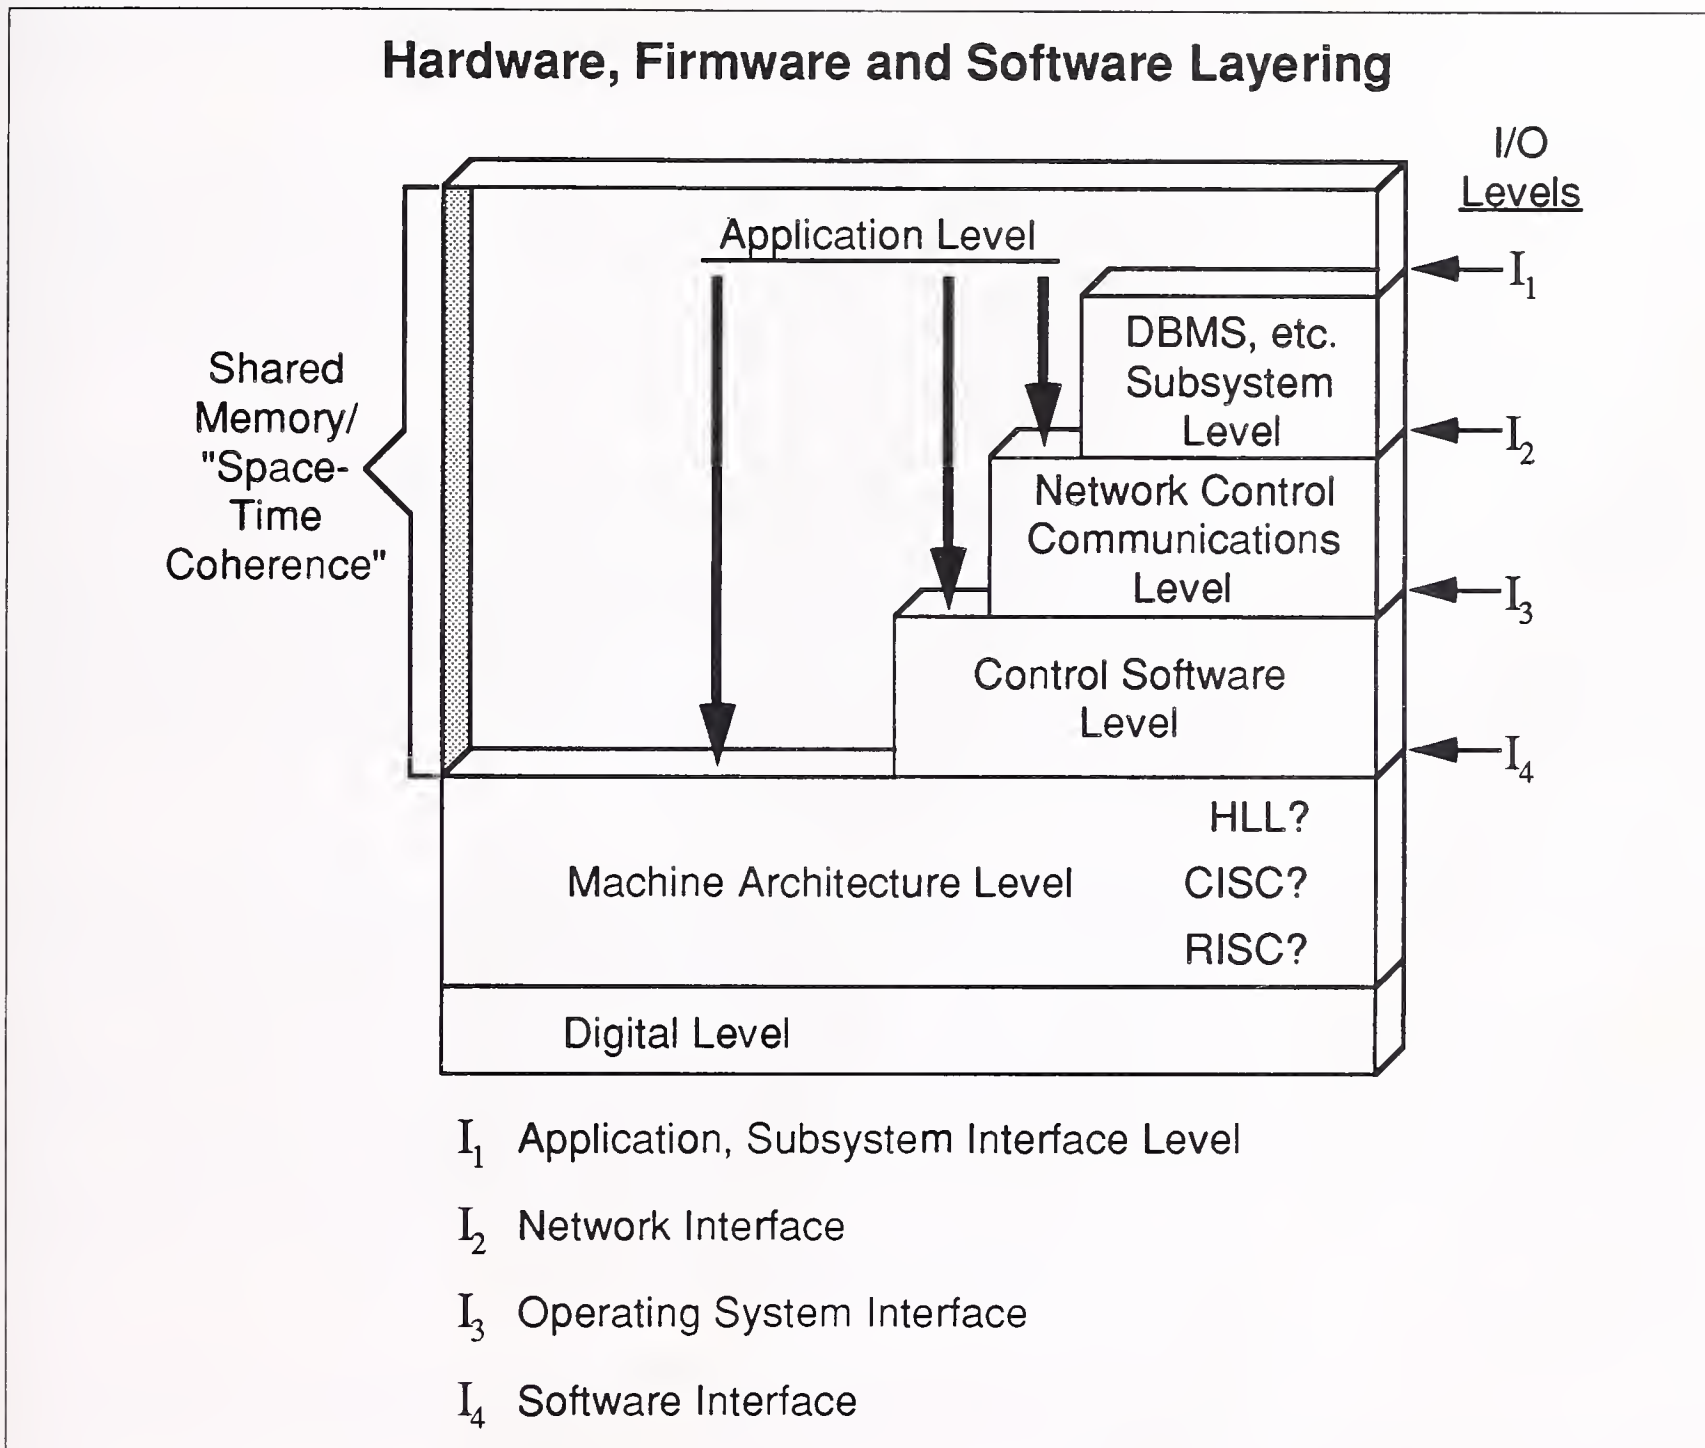 Hardware, Firmware and Software Layering
I/O
Levels
Application Level
I1
DBMS, etc.
Subsystem
Level
I2
Shared
Memory/
"Space-
Time
Coherence"
Network Control
Communications
Level
I3
Control Software
Level
I4
HLL?
Machine Architecture Level CISC?
RISC?
Digital Level
I1 Application, Subsystem Interface Level
I2 Network Interface
I3 Operating System Interface
I4 Software Interface